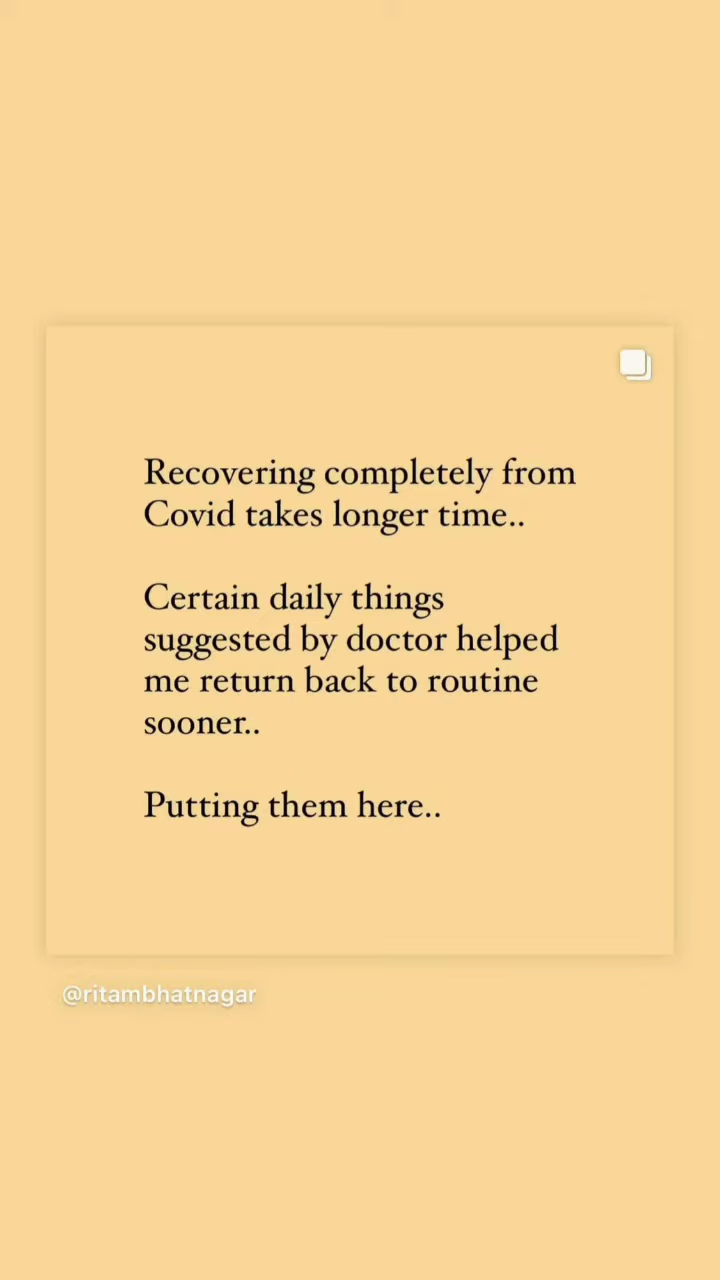 Recovering completely from
Covid takes longer time..
Certain daily things
suggested by doctor helped
me return back to routine
sooner..
Putting them here..
@ritambhatnagar